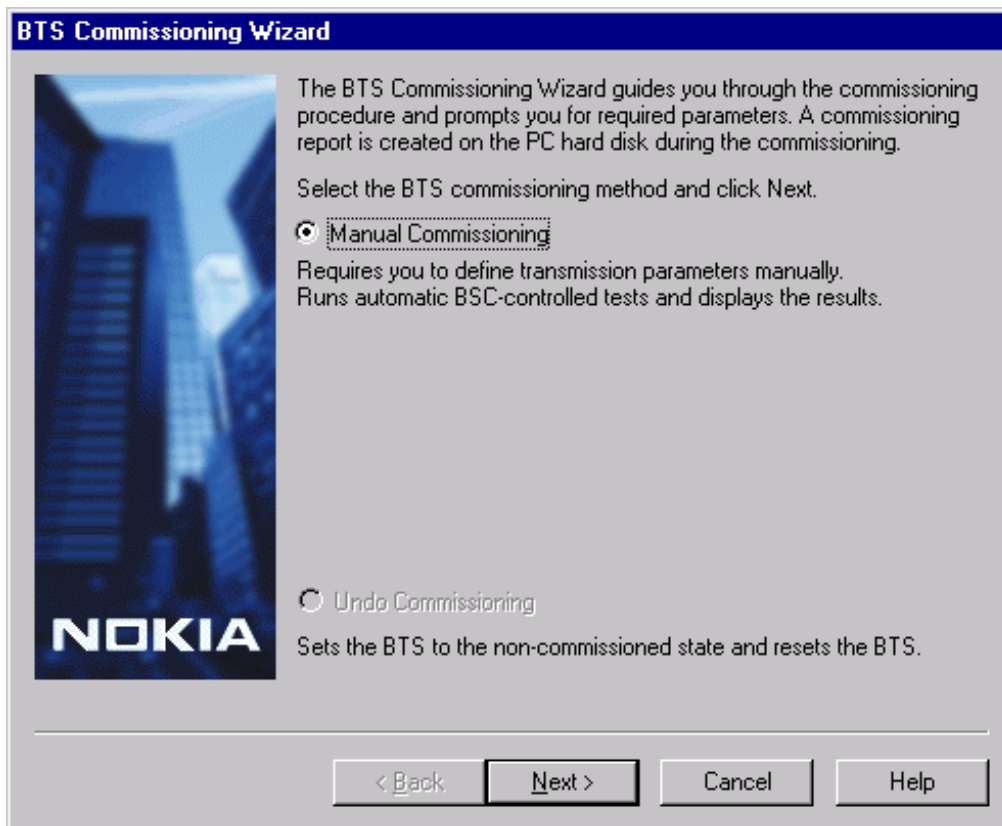 BTS Commissioning Wizard
The BTS Commissioning Wizard guides you through the commissioning
procedure and prompts you for required parameters. A commissioning
report is created on the PC hard disk during the commissioning.
Select the BTS commissioning method and click Next.
Manual Commissioning
Requires you to define transmission parameters manually.
Runs automatic BSC-controlled tests and displays the results.
Undo Commissioning
NOKIA
Sets the BTS to the non-commissioned state and resets the BTS.
< Back Next > Cancel Help